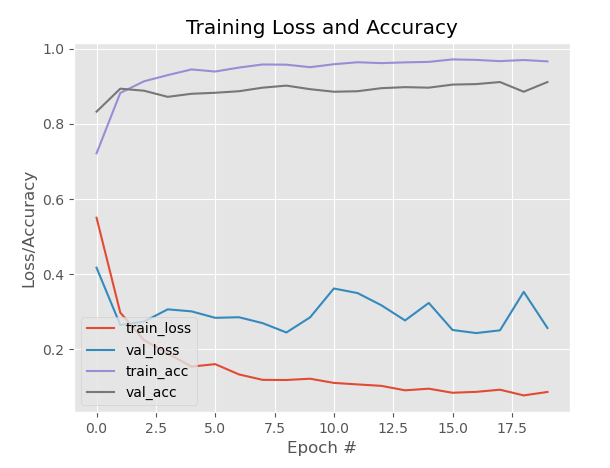 Training Loss and Accuracy
1.0
0.8
0.6
0.4
0.2
Loss/Accuracy
train_loss
val_loss
train_acc
val_acc
0.0 2.5 5.0 7.5 10.0 12.5 15.0 17.5
Epoch #